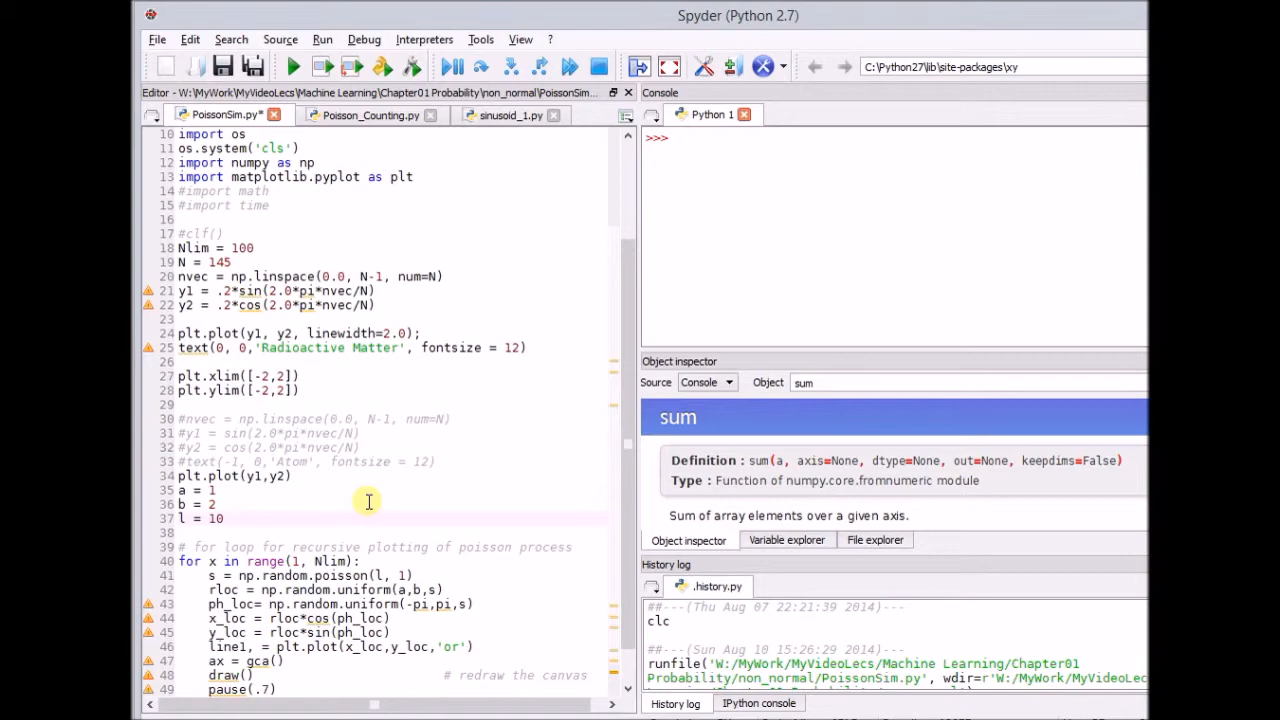 Spyder (Python 2.7)
File Edit Search Source Run Debug Interpreters Tools View ?
C:\Python27\lib\site-packages\xy
Editor - W:\MyWork\MyVideoLecs\Machine Learning\Chapter01 Probability\non_normal\PoissonSim...
PoissonSim.py* Poisson_Counting.py sinusoid_1.py
10 import os
11 os.system('cls')
12 import numpy as np
13 import matplotlib.pyplot as plt
14 #import math
15 #import time
16
17 #clf()
18 Nlim = 100
19 N = 145
20 nvec = np.linspace(0.0, N-1, num=N)
21 y1 = .2*sin(2.0*pi*nvec/N)
22 y2 = .2*cos(2.0*pi*nvec/N)
23
24 plt.plot(y1, y2, linewidth=2.0);
25 text(0, 0,'Radioactive Matter', fontsize = 12)
26
27 plt.xlim([-2,2])
28 plt.ylim([-2,2])
29
30 #nvec = np.linspace(0.0, N-1, num=N)
31 #y1 = sin(2.0*pi*nvec/N)
32 #y2 = cos(2.0*pi*nvec/N)
33 #text(-1, 0,'Atom', fontsize = 12)
34 plt.plot(y1,y2)
35 a = 1
36 b = 2
37 l = 10
38
39 # for loop for recursive plotting of poisson process
40 for x in range(1, Nlim):
41 s = np.random.poisson(l, 1)
42 rloc = np.random.uniform(a,b,s)
43 ph_loc= np.random.uniform(-pi,pi,s)
44 x_loc = rloc*cos(ph_loc)
45 y_loc = rloc*sin(ph_loc)
46 line1, = plt.plot(x_loc,y_loc,'or')
47 ax = gca()
48 draw() # redraw the canvas
49 pause(.7)
Console
Python 1
>>>
Object inspector
Source Console Object sum
sum
Definition : sum(a, axis=None, dtype=None, out=None, keepdims=False)
Type : Function of numpy.core.fromnumeric module
Sum of array elements over a given axis.
Object inspector Variable explorer File explorer
History log
.history.py
##---(Thu Aug 07 22:21:39 2014)---
clc
##---(Sun Aug 10 15:26:29 2014)---
runfile('W:/MyWork/MyVideoLecs/Machine Learning/Chapter01
Probability/non_normal/PoissonSim.py', wdir=r'W:/MyWork/MyVideoLec
History log IPython console